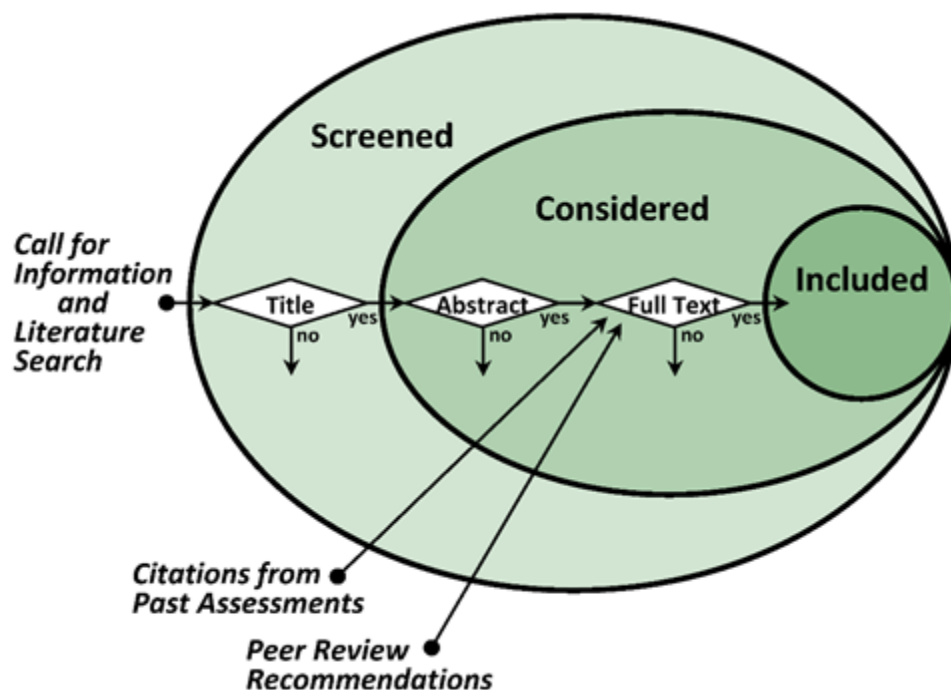 Screened
Considered
Included
Call for
Information
and
Literature
Search
Title
yes
no
Abstract
yes
no
Full Text
yes
no
Citations from
Past Assessments
Peer Review
Recommendations